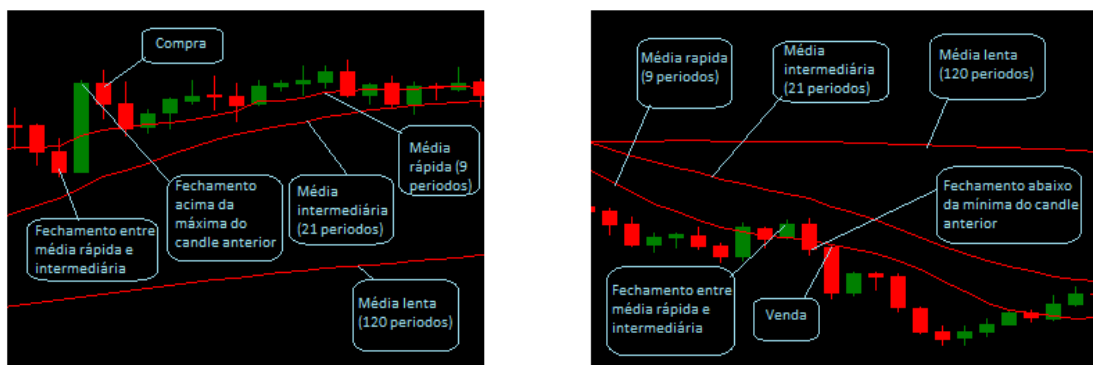 Compra
Média
rápida (9
periodos)
Fechamento
acima da
máxima do
candle anterior
Média
intermediária
(21 periodos)
Fechamento entre
média rápida e
intermediária
Média lenta
(120 periodos)
Média rapida
(9 periodos)
Média
intermediária
(21 periodos)
Média lenta
(120 periodos)
Fechamento abaixo
da mínima do candle
anterior
Fechamento entre
média rápida e
intermediária
Venda